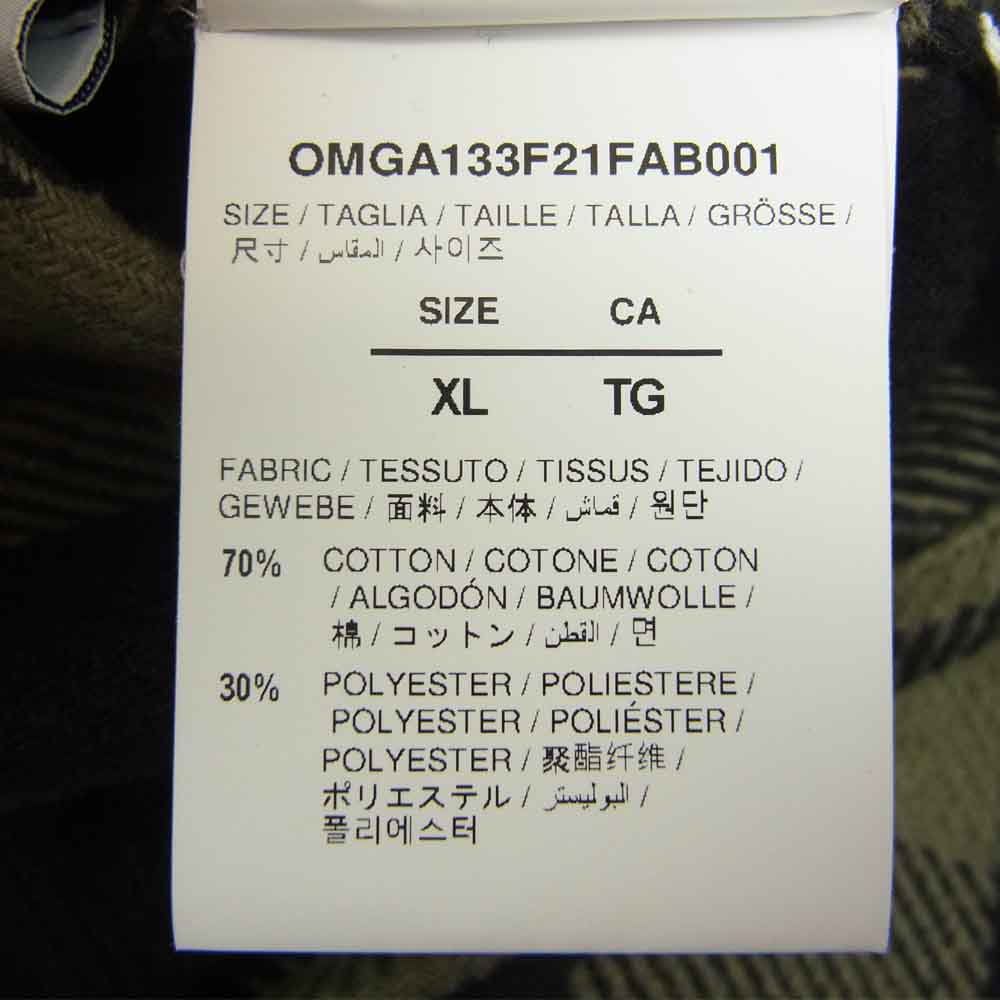 OMGA133F21FAB001
SIZE / TAGLIA / TAILLE / TALLA / GRÖSSE /
尺寸 / المقاس / 사이즈
SIZE CA
XL TG
FABRIC / TESSUTO / TISSUS / TEJIDO /
GEWEBE / 面料 / 本体 / قماش / 원단
70% COTTON / COTONE / COTON
/ ALGODÓN / BAUMWOLLE /
棉 / コットン / القطن / 면
30% POLYESTER / POLIESTERE /
POLYESTER / POLIÉSTER /
POLYESTER / 聚酯纤维 /
ポリエステル / البوليستر /
폴리에스터